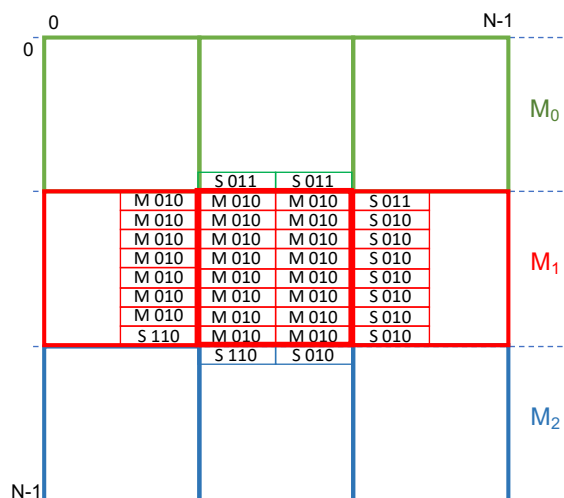 0 N-1
0
M₀
S 011 S 011
M 010 M 010 M 010 S 011
M 010 M 010 M 010 S 010
M 010 M 010 M 010 S 010
M 010 M 010 M 010 S 010
M 010 M 010 M 010 S 010
M 010 M 010 M 010 S 010
M 010 M 010 M 010 S 010
S 110 M 010 M 010 S 010
M₁
S 110 S 010
M₂
N-1